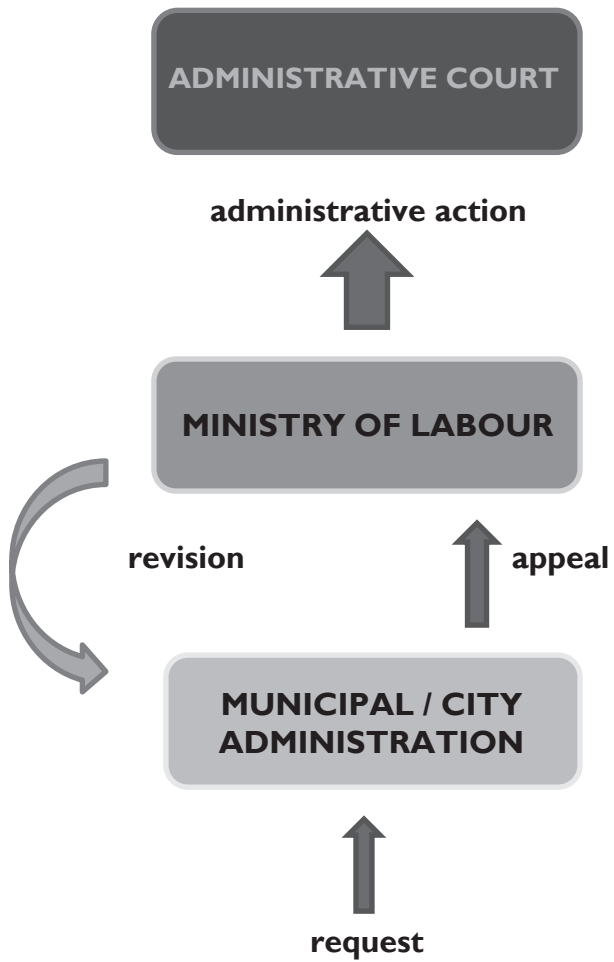 ADMINISTRATIVE COURT
administrative action
MINISTRY OF LABOUR
revision
appeal
MUNICIPAL / CITY
ADMINISTRATION
request